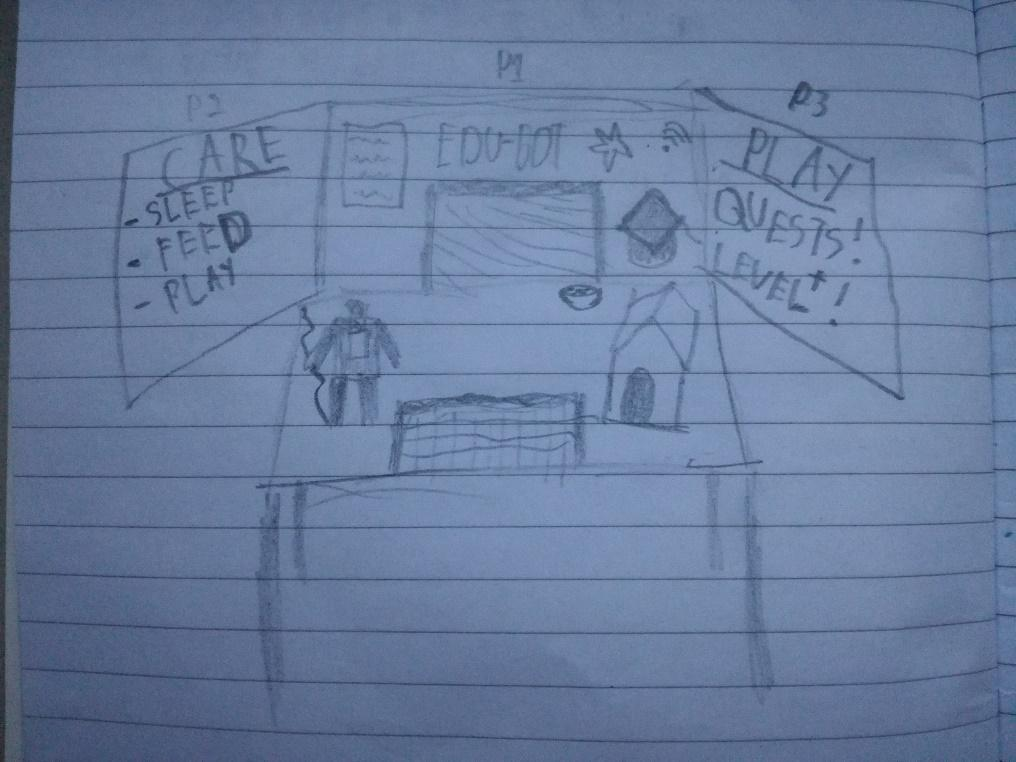 P1
P2
P3
CARE
- SLEEP
- FEED
- PLAY
EDU-BOT
PLAY
QUESTS!
LEVEL+!